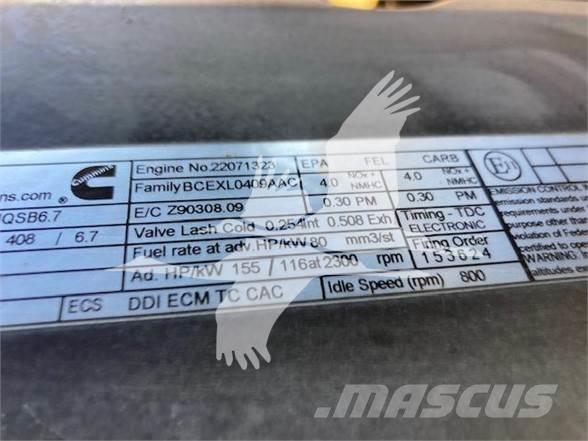 Cummins
Engine No.22071323
EPA FEL CARB
ns.com
FamilyBCEXL0409AAC
4.0 NOx + NMHC 4.0 NOx + NMHC
QSB6.7
E/C Z90308.09
0.30 PM 0.30 PM
EMISSION CONTRO
408 / 6.7
Valve Lash Cold 0.254Int 0.508 Exh
Timing - TDC
ELECTRONIC
Fuel rate at adv.HP/kW 80 mm3/st
Firing Order
153624
Ad. HP/kW 155 / 116at 2300 rpm
ECS DDI ECM TC CAC
Idle Speed (rpm) 800
MASCUS